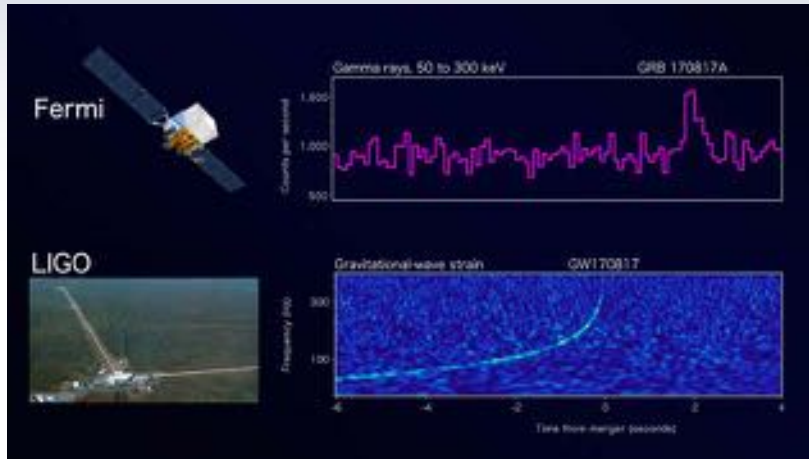 Fermi
Gamma rays, 50 to 300 keV
GRB 170817A
Counts per second
1,500
1,000
500
LIGO
Gravitational-wave strain
GW170817
Frequency (Hz)
300
100
-6
-4
-2
0
2
4
Time from merger (seconds)